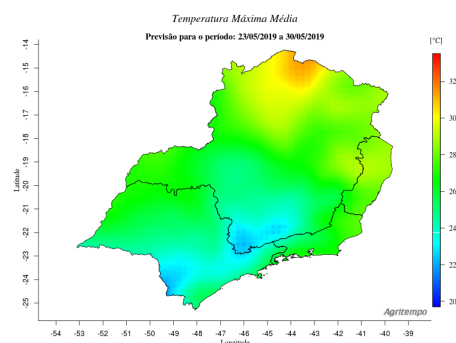 Temperatura Máxima Média
Previsão para o período: 23/05/2019 a 30/05/2019
[°C]
32
30
28
26
24
22
20
Latitude
-14
-15
-16
-17
-18
-19
-20
-21
-22
-23
-24
-25
Agritempo
-54 -53 -52 -51 -50 -49 -48 -47 -46 -45 -44 -43 -42 -41 -40 -39
Longitude